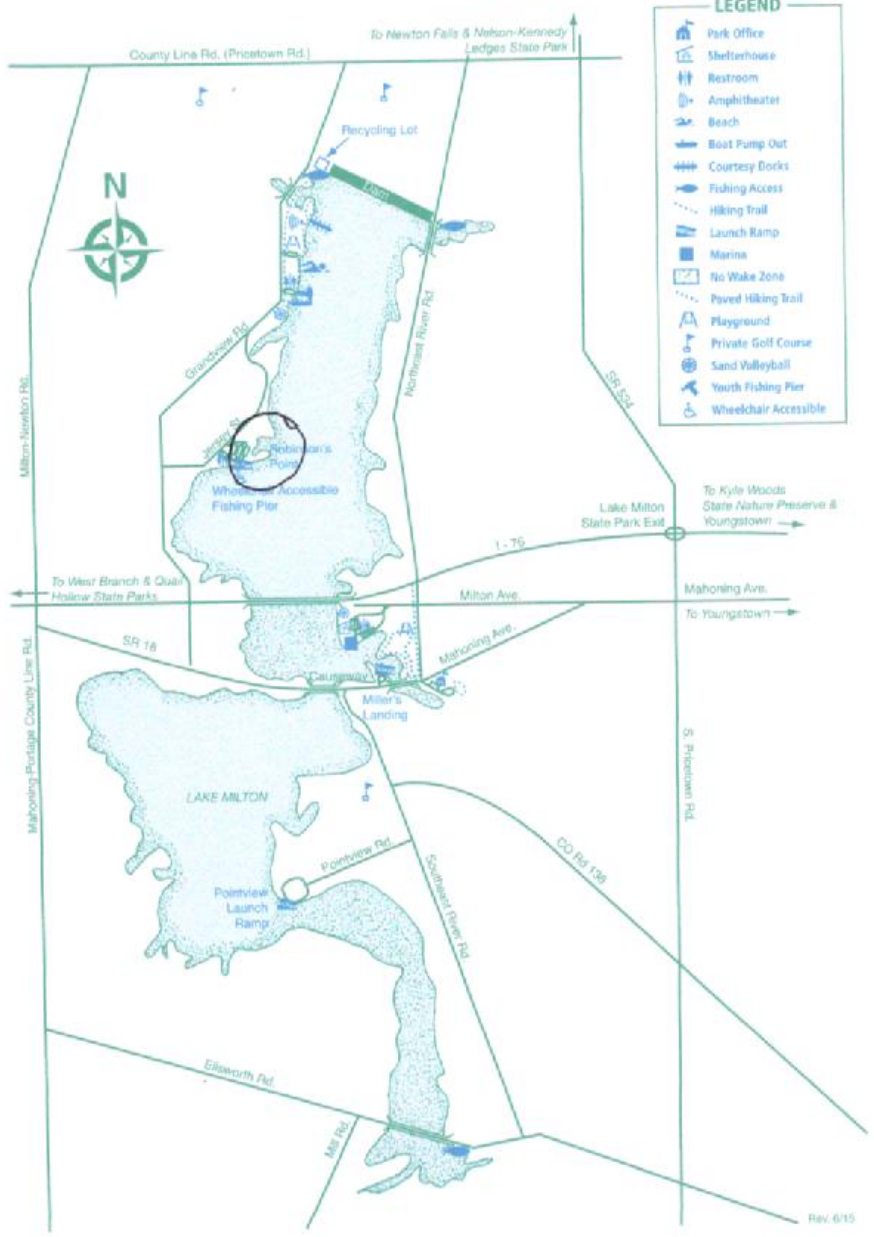 LEGEND
Park Office
Shelterhouse
Restroom
Amphitheater
Beach
Boat Pump Out
Courtesy Docks
Fishing Access
Hiking Trail
Launch Ramp
Marina
No Wake Zone
Paved Hiking Trail
Playground
Private Golf Course
Sand Volleyball
Youth Fishing Pier
Wheelchair Accessible
To Newton Falls & Nelson-Kennedy
Ledges State Park
County Line Rd. (Pricetown Rd.)
Recycling Lot
Dam
N
Grandview Rd.
Northeast River Rd.
Milton-Newton Rd.
SR 534
Jersey St.
Robinson's
Point
Wheelchair Accessible
Fishing Pier
Lake Milton
State Park Exit
To Kyle Woods
State Nature Preserve &
Youngstown
I - 76
To West Branch & Quail
Hollow State Parks
Milton Ave.
Mahoning Ave.
To Youngstown
SR 18
Mahoning Ave.
Causeway
Miller's
Landing
Mahoning-Portage County Line Rd.
S. Pricetown Rd.
LAKE MILTON
Pointview Rd.
CO Rd 138
Southeast River Rd.
Pointview
Launch
Ramp
Ellsworth Rd.
Mill Rd.
Rev. 6/15